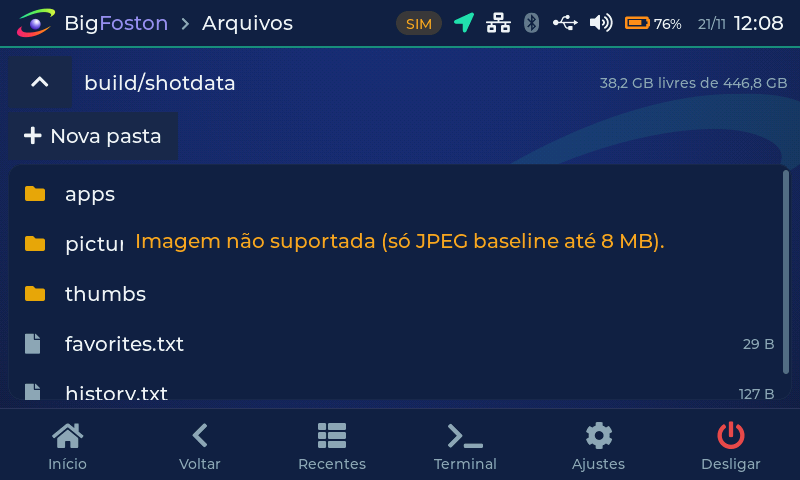 BigFoston > Arquivos SIM 76% 21/11 12:08
build/shotdata 38,2 GB livres de 446,8 GB
+ Nova pasta
apps
Imagem não suportada (só JPEG baseline até 8 MB).
thumbs
favorites.txt 29 B
history.txt 127 B
Início Voltar Recentes Terminal Ajustes Desligar